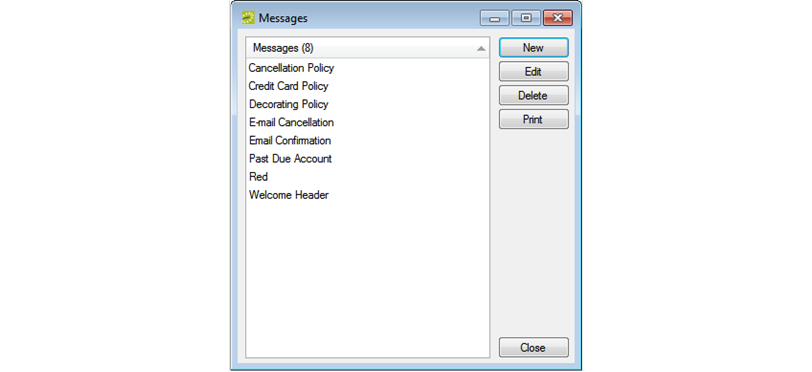 Messages
Messages (8)
Cancellation Policy
Credit Card Policy
Decorating Policy
E-mail Cancellation
Email Confirmation
Past Due Account
Red
Welcome Header
New
Edit
Delete
Print
Close